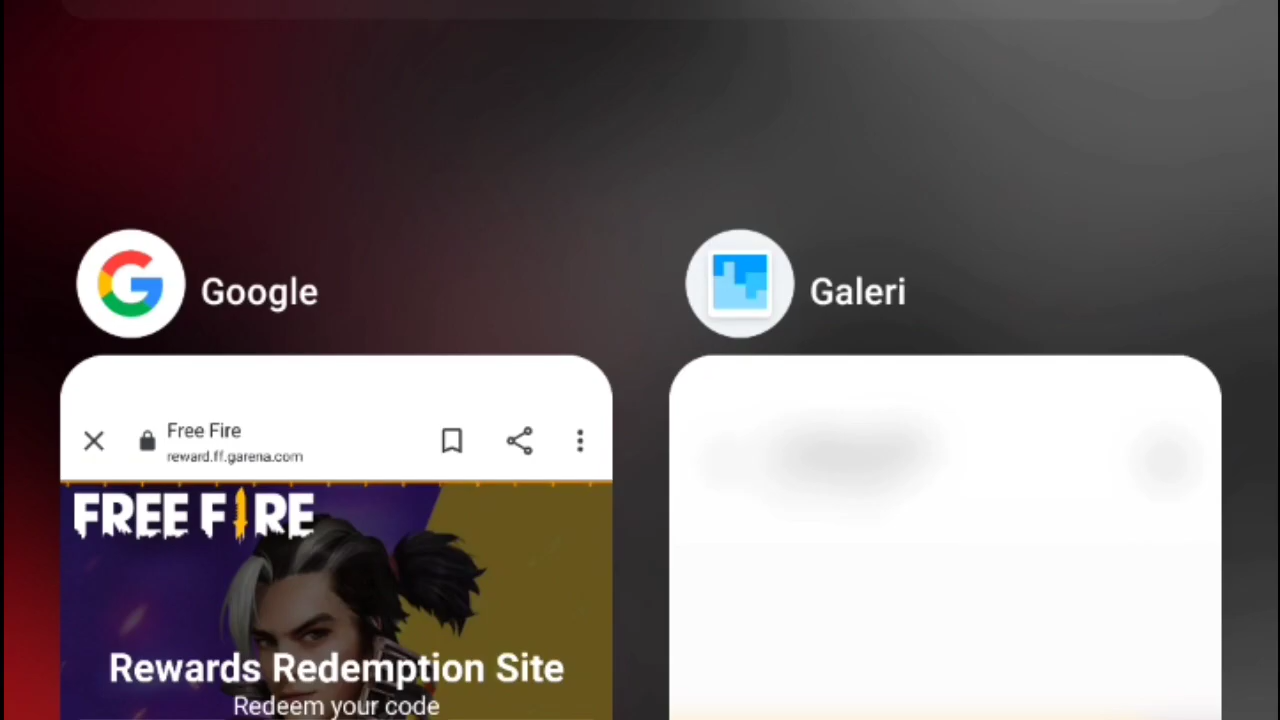 Google
Galeri
Free Fire
reward.ff.garena.com
FREE FIRE
Rewards Redemption Site
Redeem your code